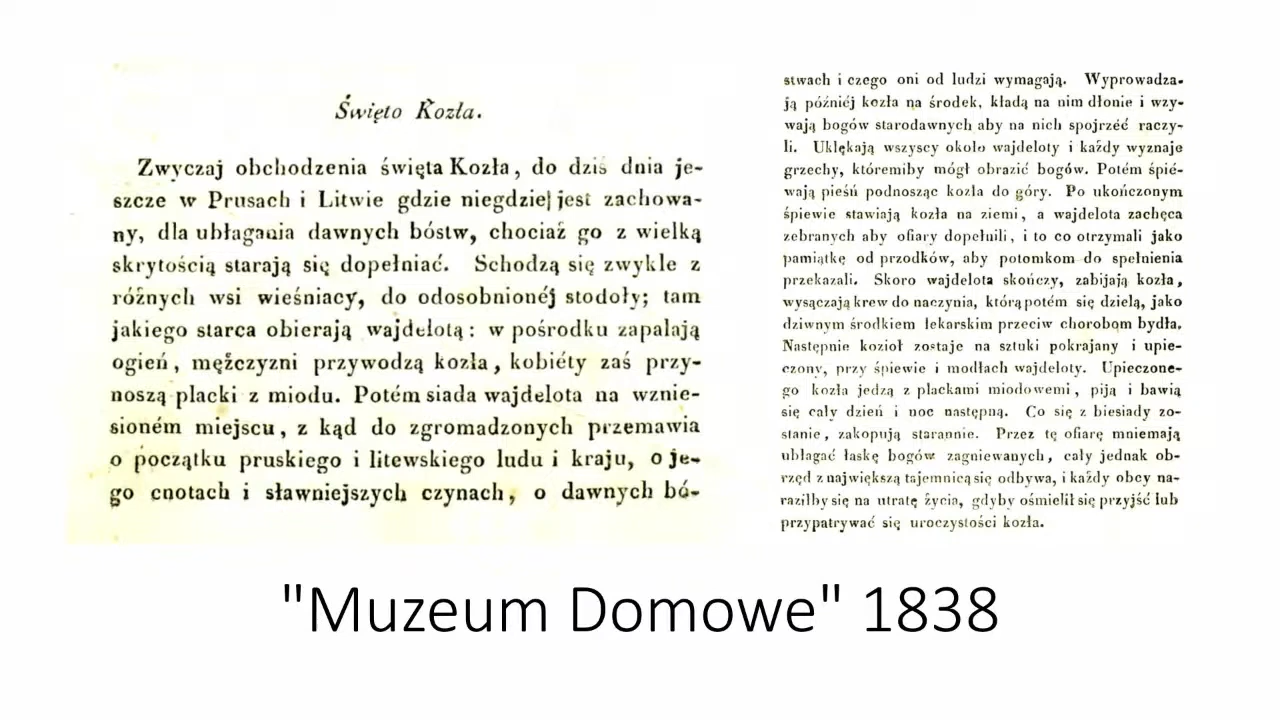 Święto Kozła.
Zwyczaj obchodzenia święta Kozła, do dziś dnia je-
szcze w Prusach i Litwie gdzie niegdziej jest zachowa-
ny, dla ubłagania dawnych bóstw, chociaż go z wielką
skrytością starają się dopełniać. Schodzą się zwykle z
różnych wsi wieśniacy, do odosobnionéj stodoły; tam
jakiego starca obierają wajdelotą: w pośrodku zapalają
ogień, mężczyzni przywodzą kozła, kobiéty zaś przy-
noszą placki z miodu. Potém siada wajdelota na wznie-
sioném miejscu, z kąd do zgromadzonych przemawia
o początku pruskiego i litewskiego ludu i kraju, o je-
go cnotach i sławniejszych czynach, o dawnych bó-
stwach i czego oni od ludzi wymagają. Wyprowadza-
ją późniéj kozła na środek, kładą na nim dłonie i wzy-
wają bogów starodawnych aby na nich spojrzéć raczy-
li. Uklękają wszyscy około wajdeloty i każdy wyznaje
grzechy, któremiby mógł obrazić bogów. Potém śpié-
wają pieśń podnosząc kozła do góry. Po ukończonym
śpiewie stawiają kozła na ziemi, a wajdelota zachęca
zebranych aby ofiary dopełnili, i to co otrzymali jako
pamiątkę od przodków, aby potomkom do spełnienia
przekazali. Skoro wajdelota skończy, zabijają kozła,
wysączają krew do naczynia, którą potém się dzielą, jako
dziwnym środkiem lekarskim przeciw chorobom bydła.
Następnie kozioł zostaje na sztuki pokrajany i upie-
czony, przy śpiewie i modłach wajdeloty. Upieczone-
go kozła jedzą z plackami miodowemi, piją i bawią
się cały dzień i noc następną. Co się z biesiady zo-
stanie, zakopują starannie. Przez tę ofiarę mniemają
ubłagać łaskę bogów zagniewanych, cały jednak ob-
rzęd z największą tajemnicą się odbywa, i każdy obcy na-
raziłby się na utratę życia, gdyby ośmielił się przyjść lub
przypatrywać się uroczystości kozła.
"Muzeum Domowe" 1838